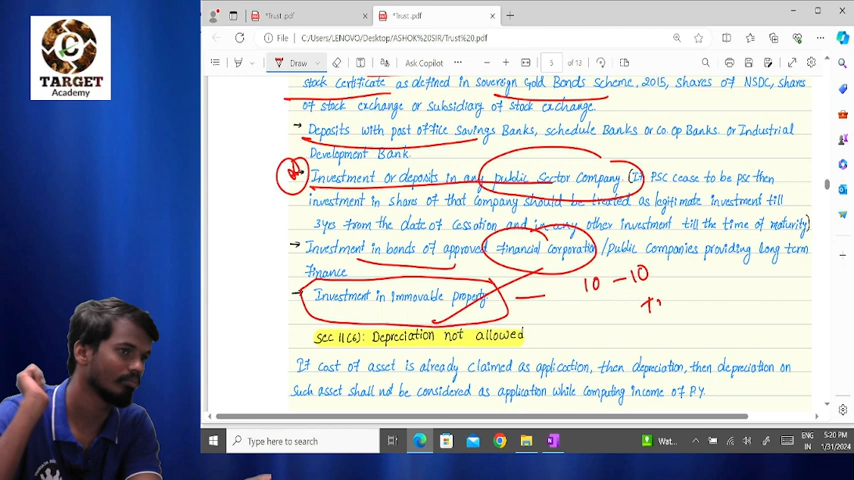 TARGET
Academy
*Trust .pdf
*Trust .pdf
File
C:/Users/LENOVO/Desktop/ASHOK%20SIR/Trust%20.pdf
Draw
Ask Copilot
5
of 13
stock certificate as defined in Sovereign Gold Bonds scheme, 2015, shares of NSDC, shares
of stock exchange or subsidiary of stock exchange.
→ Deposits with post office Savings Banks, schedule Banks or Co.op Banks or Industrial
Development Bank.
Investment or deposits in any public Sector Company. (If PSC cease to be psc then
investment in shares of that Company should be treated as legitimate investment till
3yrs from the date of Cessation and in any other investment till the time of maturity)
→ Investment in bonds of approved Financial Corporatio /Public Companies providing long term
finance
→ Investment in immovable property
10 - 10
Sec 11(6): Depreciation not allowed
If cost of asset is already claimed as application, then depreciation, then depreciation on
Such asset shall not be considered as application while computing income of P.Y.
Type here to search
Wat...
ENG
IN
5:20 PM
1/31/2024